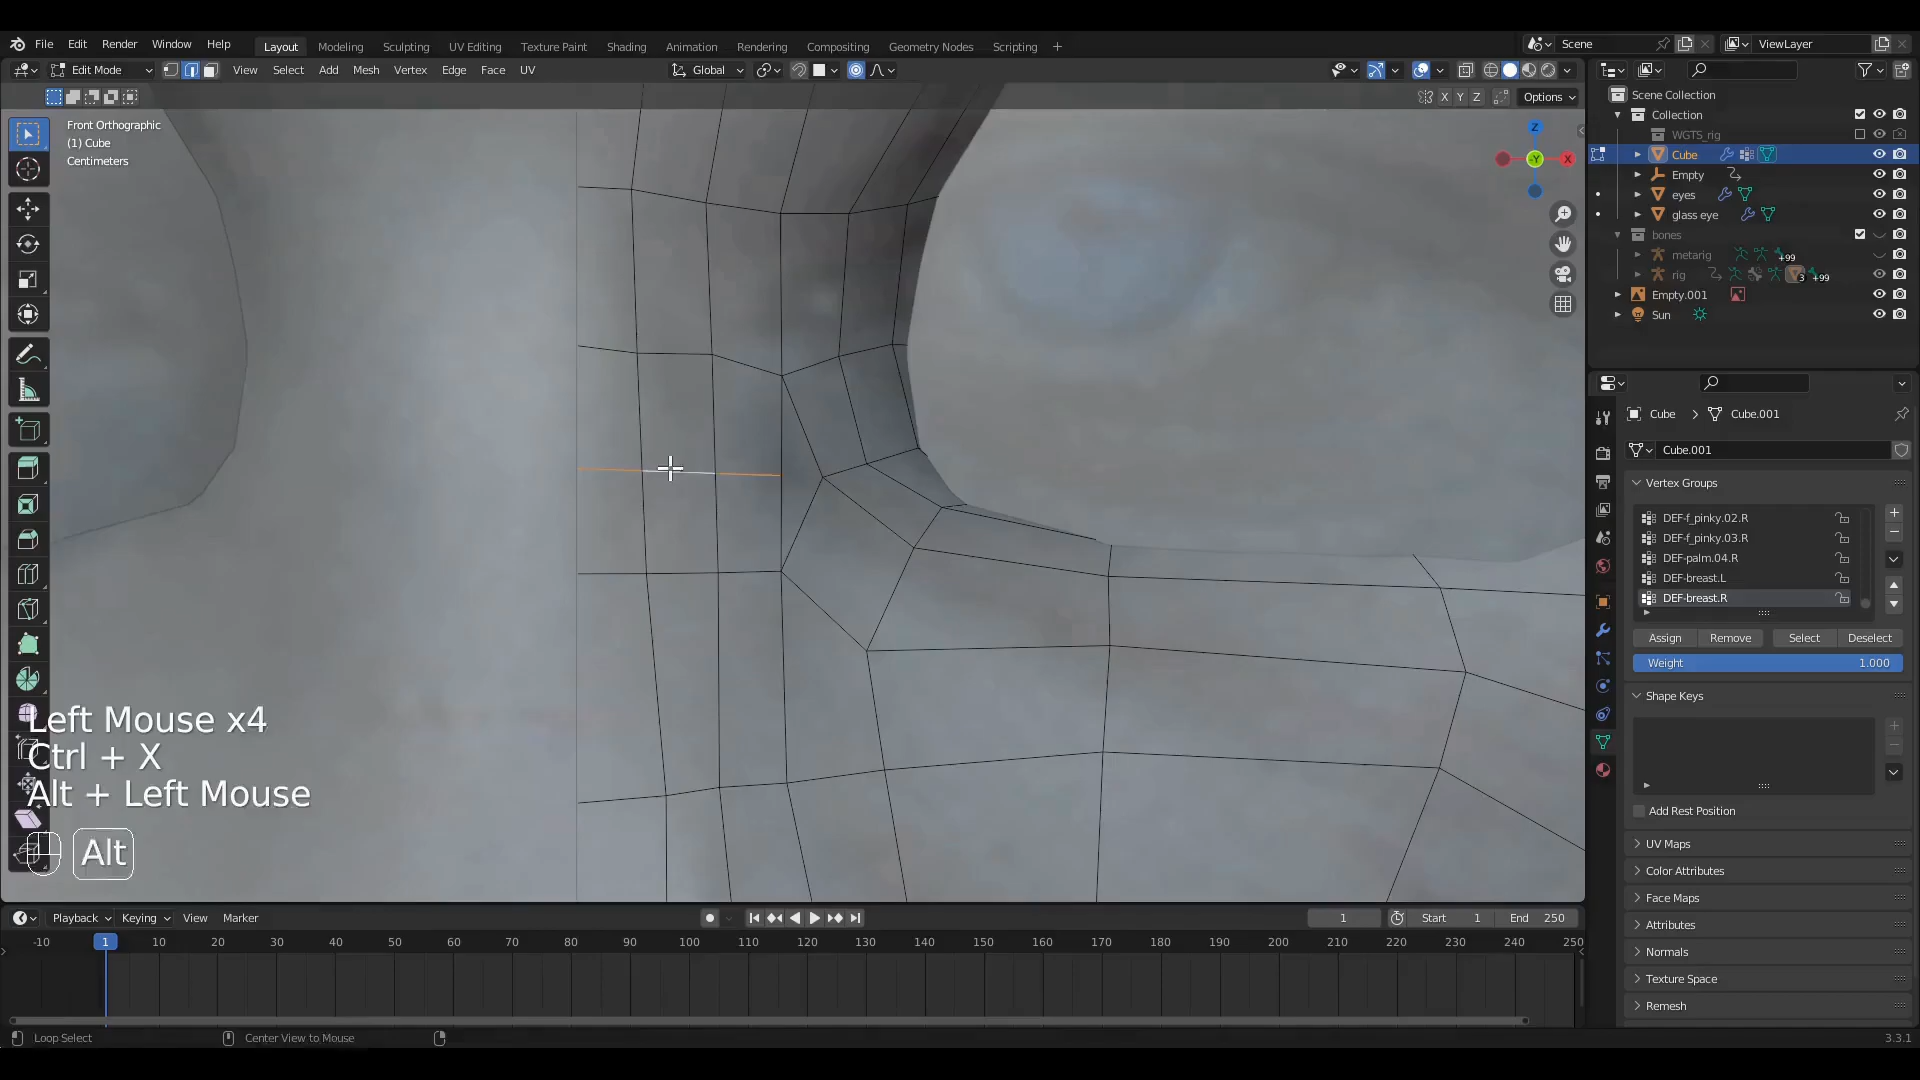 File Edit Render Window Help Layout Modeling Sculpting UV Editing Texture Paint Shading Animation Rendering Compositing Geometry Nodes Scripting + Scene ViewLayer
Edit Mode View Select Add Mesh Vertex Edge Face UV Global
X Y Z Options
Front Orthographic
(1) Cube
Centimeters
Z
-Y X
Scene Collection
Collection
WGTS_rig
Cube
Empty
eyes
glass eye
bones
metarig +99
rig 3 +99
Empty.001
Sun
Cube > Cube.001
Cube.001
Vertex Groups
DEF-f_pinky.02.R
DEF-f_pinky.03.R
DEF-palm.04.R
DEF-breast.L
DEF-breast.R
Assign Remove Select Deselect
Weight 1.000
Shape Keys
Add Rest Position
UV Maps
Color Attributes
Face Maps
Attributes
Normals
Texture Space
Remesh
Left Mouse x4
Ctrl + X
Alt + Left Mouse
Alt
Playback Keying View Marker 1 Start 1 End 250
-10 1 10 20 30 40 50 60 70 80 90 100 110 120 130 140 150 160 170 180 190 200 210 220 230 240 250
Loop Select Center View to Mouse 3.3.1